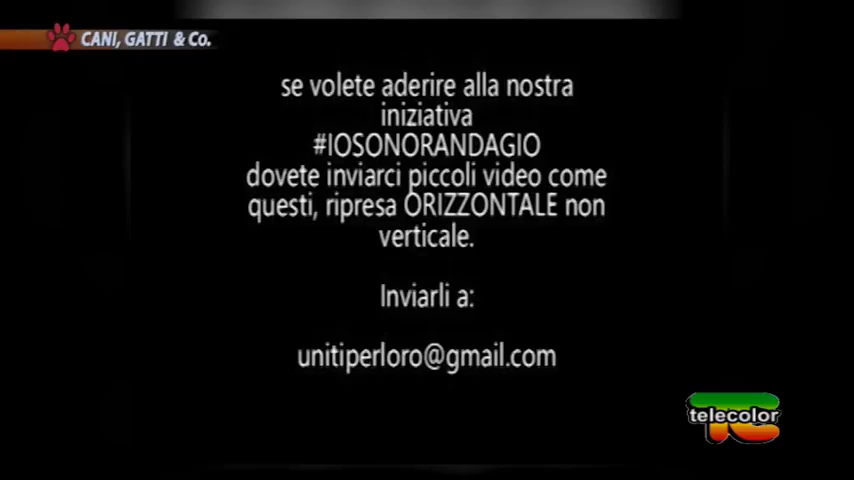 CANI, GATTI & Co.
se volete aderire alla nostra
iniziativa
#IOSONORANDAGIO
dovete inviarci piccoli video come
questi, ripresa ORIZZONTALE non
verticale.
Inviarli a:
unitiperloro@gmail.com
telecolor